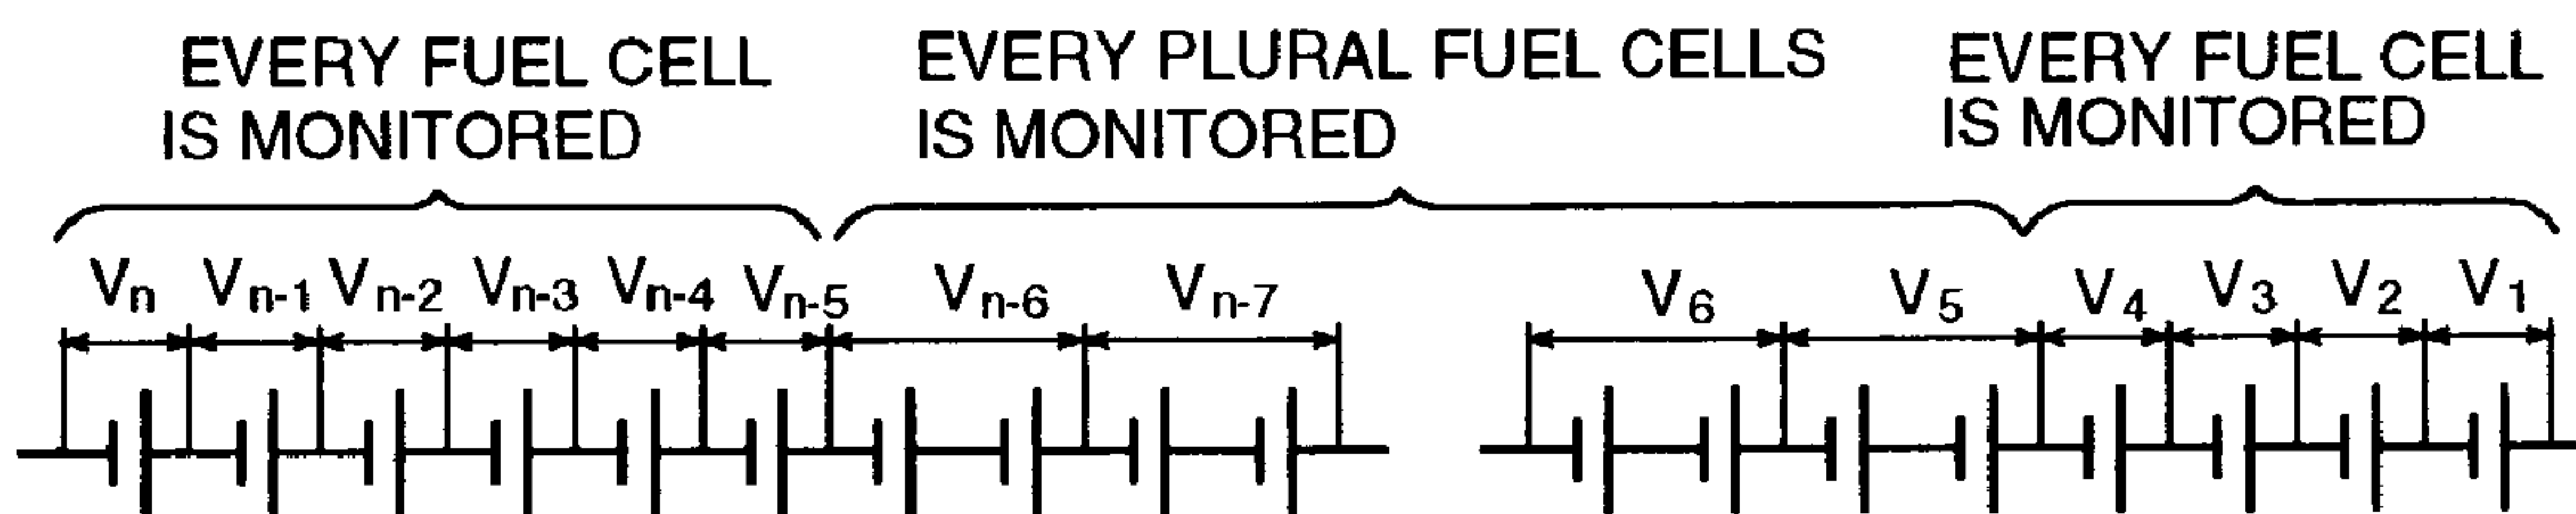 EVERY FUEL CELL
IS MONITORED
EVERY PLURAL FUEL CELLS
IS MONITORED
EVERY FUEL CELL
IS MONITORED
Vn Vn-1 Vn-2 Vn-3 Vn-4 Vn-5 Vn-6 Vn-7 V6 V5 V4 V3 V2 V1